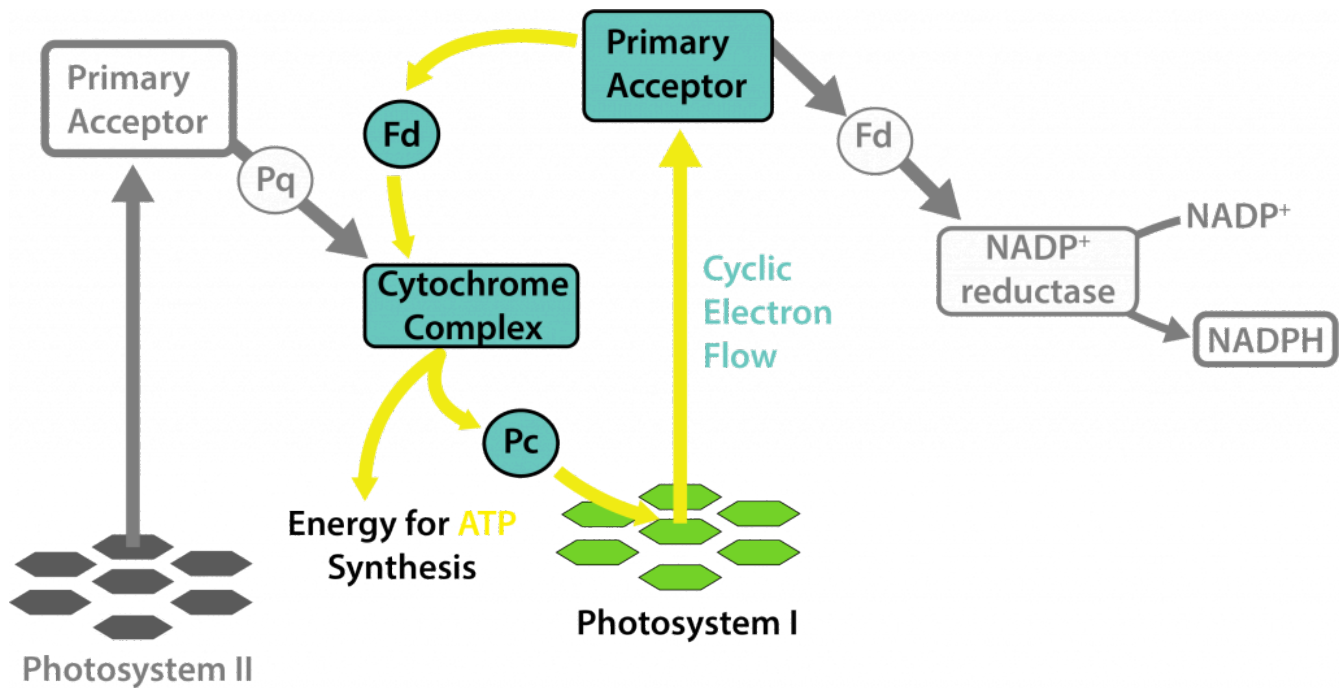 Primary
Acceptor
Pq
Fd
Primary
Acceptor
Fd
Cytochrome
Complex
Cyclic
Electron
Flow
NADP⁺
reductase
NADP⁺
NADPH
Pc
Energy for ATP
Synthesis
Photosystem I
Photosystem II